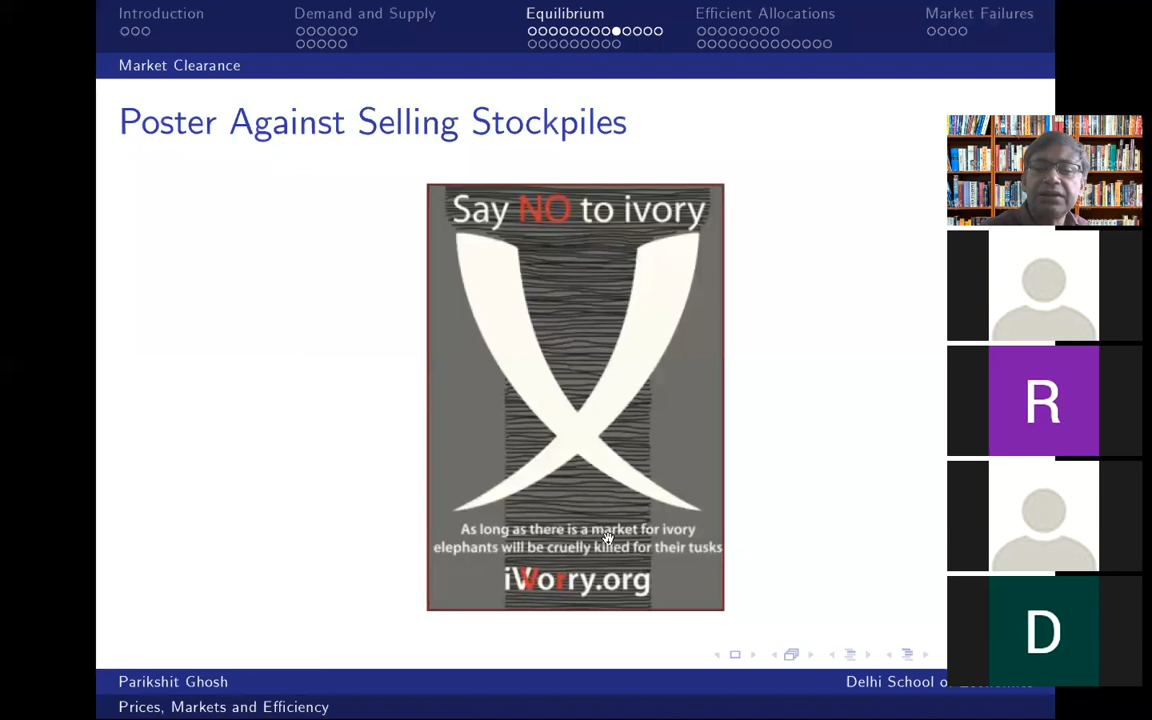 Introduction
Demand and Supply
Equilibrium
Efficient Allocations
Market Failures
Market Clearance
Poster Against Selling Stockpiles
Say NO to ivory
As long as there is a market for ivory
elephants will be cruelly killed for their tusks
iWorry.org
R
D
Parikshit Ghosh
Delhi School of
Prices, Markets and Efficiency